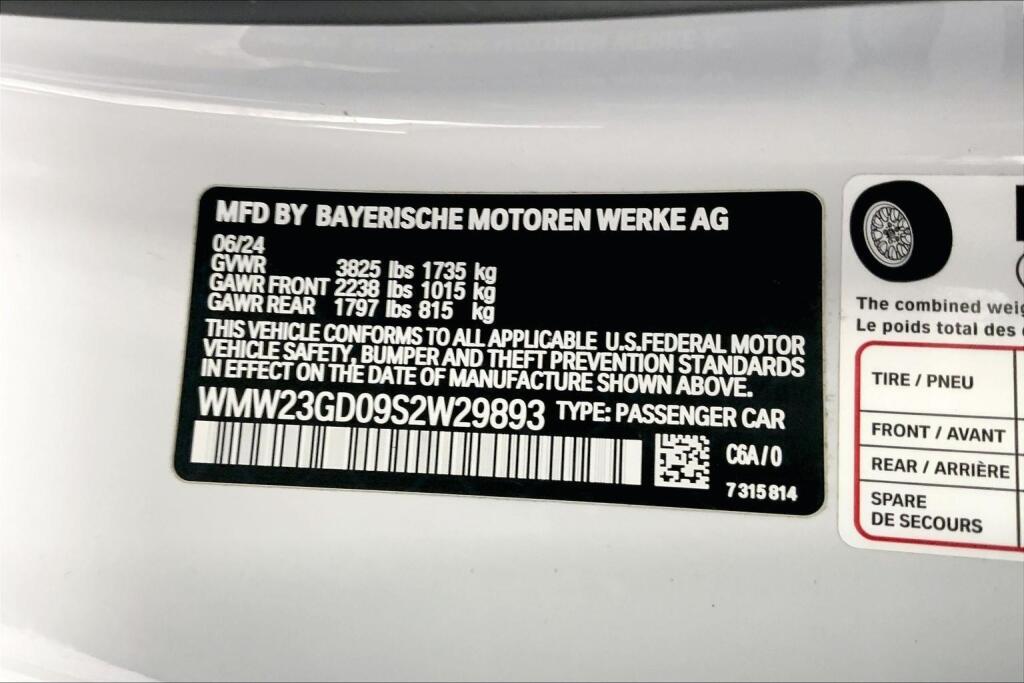 MFD BY BAYERISCHE MOTOREN WERKE AG
06/24
GVWR 3825 lbs 1735 kg
GAWR FRONT 2238 lbs 1015 kg
GAWR REAR 1797 lbs 815 kg
THIS VEHICLE CONFORMS TO ALL APPLICABLE U.S.FEDERAL MOTOR
VEHICLE SAFETY, BUMPER AND THEFT PREVENTION STANDARDS
IN EFFECT ON THE DATE OF MANUFACTURE SHOWN ABOVE.
WMW23GD09S2W29893 TYPE: PASSENGER CAR
C6A/0
7315814
The combined
Le poids total des
TIRE / PNEU
FRONT / AVANT
REAR / ARRIÈRE
SPARE
DE SECOURS